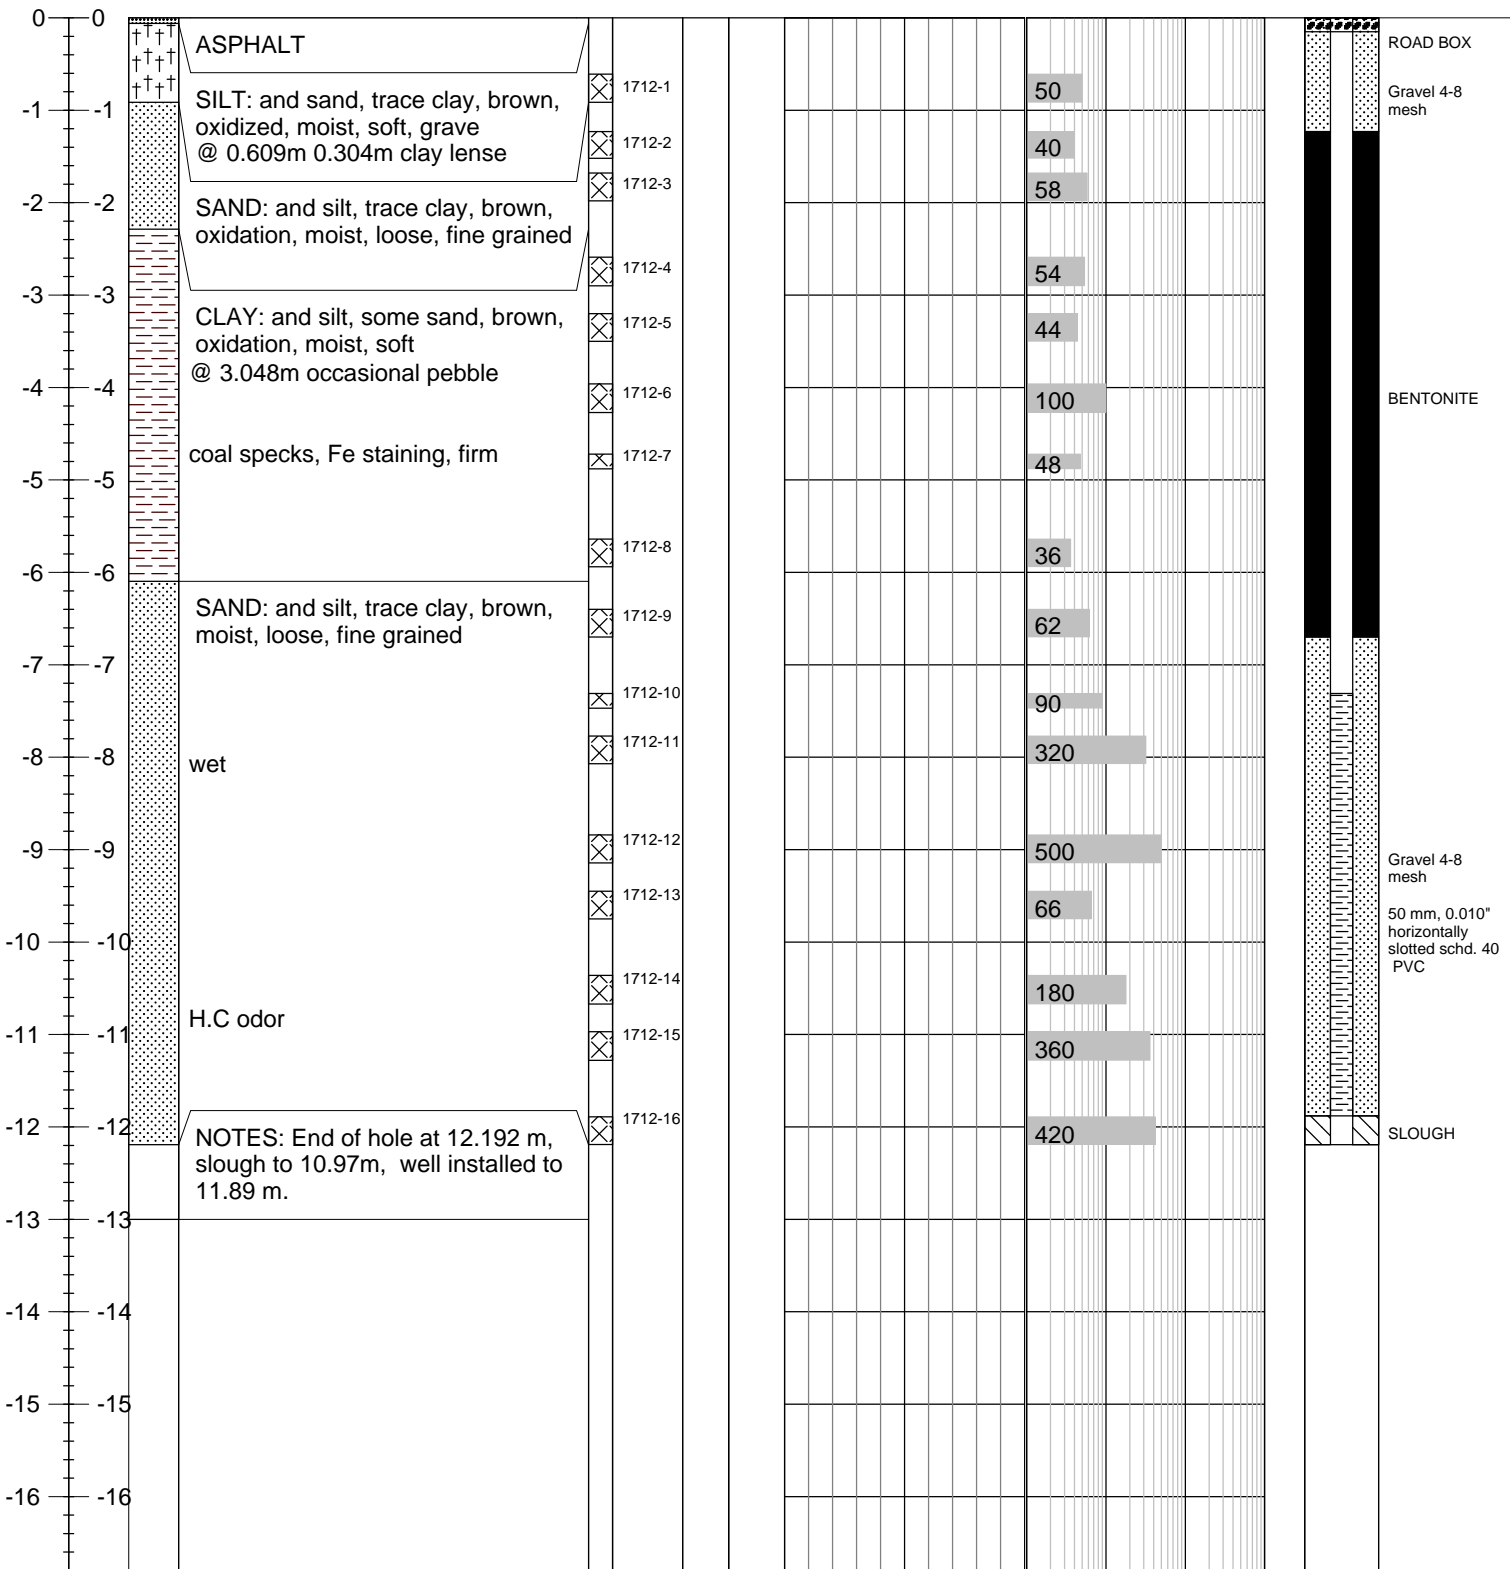 0 0
-1 -1
-2 -2
-3 -3
-4 -4
-5 -5
-6 -6
-7 -7
-8 -8
-9 -9
-10 -10
-11 -11
-12 -12
-13 -13
-14 -14
-15 -15
-16 -16
ASPHALT
SILT: and sand, trace clay, brown,
oxidized, moist, soft, grave
@ 0.609m 0.304m clay lense
SAND: and silt, trace clay, brown,
oxidation, moist, loose, fine grained
CLAY: and silt, some sand, brown,
oxidation, moist, soft
@ 3.048m occasional pebble
coal specks, Fe staining, firm
SAND: and silt, trace clay, brown,
moist, loose, fine grained
wet
H.C odor
NOTES: End of hole at 12.192 m,
slough to 10.97m, well installed to
11.89 m.
1712-1
1712-2
1712-3
1712-4
1712-5
1712-6
1712-7
1712-8
1712-9
1712-10
1712-11
1712-12
1712-13
1712-14
1712-15
1712-16
50
40
58
54
44
100
48
36
62
90
320
500
66
180
360
420
ROAD BOX
Gravel 4-8
mesh
BENTONITE
Gravel 4-8
mesh
50 mm, 0.010"
horizontally
slotted schd. 40
PVC
SLOUGH